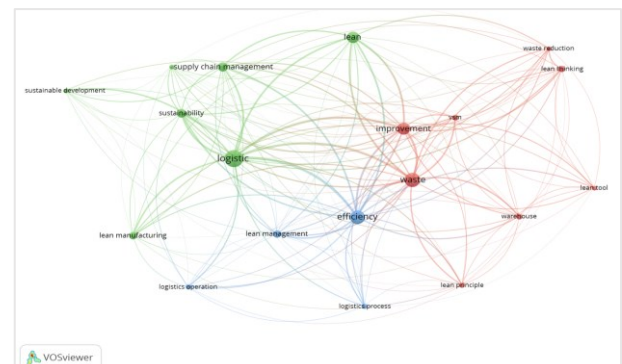 lean
waste reduction
supply chain management
lean thinking
sustainable development
sustainability
vsm
improvement
logistic
waste
lean tool
efficiency
warehouse
lean manufacturing
lean management
logistics operation
lean principle
logistics process
VOSviewer